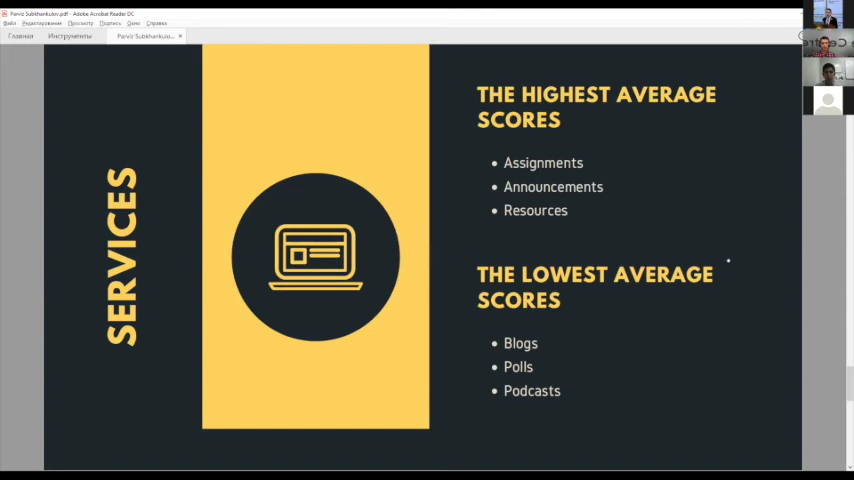 Parviz Subkhankulov.pdf - Adobe Acrobat Reader DC
Файл Редактирование Просмотр Подпись Окно Справка
Главная Инструменты Parviz Subkhankulo... ×
SERVICES
THE HIGHEST AVERAGE
SCORES
• Assignments
• Announcements
• Resources
THE LOWEST AVERAGE
SCORES
• Blogs
• Polls
• Podcasts